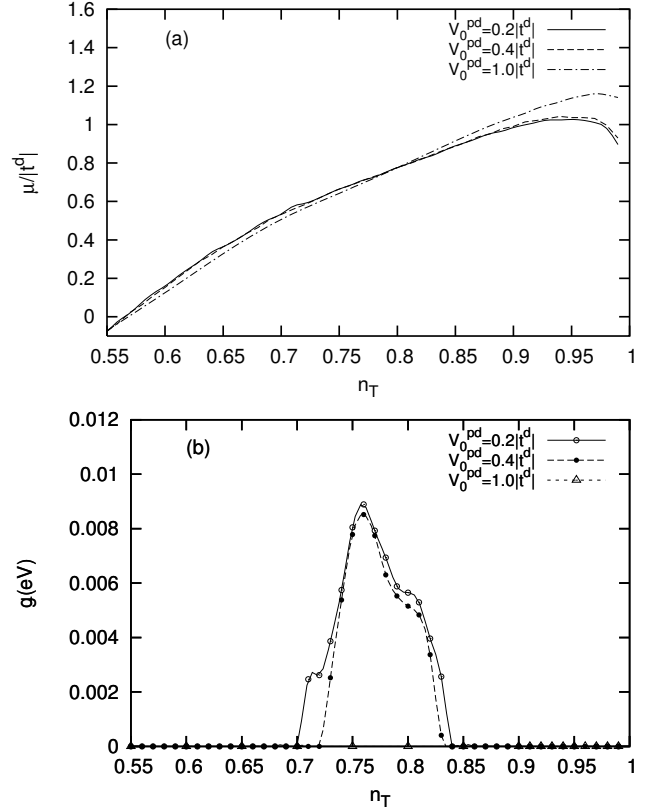 (a)
V₀ᵖᵈ=0.2|tᵈ|
V₀ᵖᵈ=0.4|tᵈ|
V₀ᵖᵈ=1.0|tᵈ|
μ/|tᵈ|
1.6
1.4
1.2
1
0.8
0.6
0.4
0.2
0
0.55 0.6 0.65 0.7 0.75 0.8 0.85 0.9 0.95 1
n_T
(b)
V₀ᵖᵈ=0.2|tᵈ|
V₀ᵖᵈ=0.4|tᵈ|
V₀ᵖᵈ=1.0|tᵈ|
g(eV)
0.012
0.01
0.008
0.006
0.004
0.002
0
0.55 0.6 0.65 0.7 0.75 0.8 0.85 0.9 0.95 1
n_T